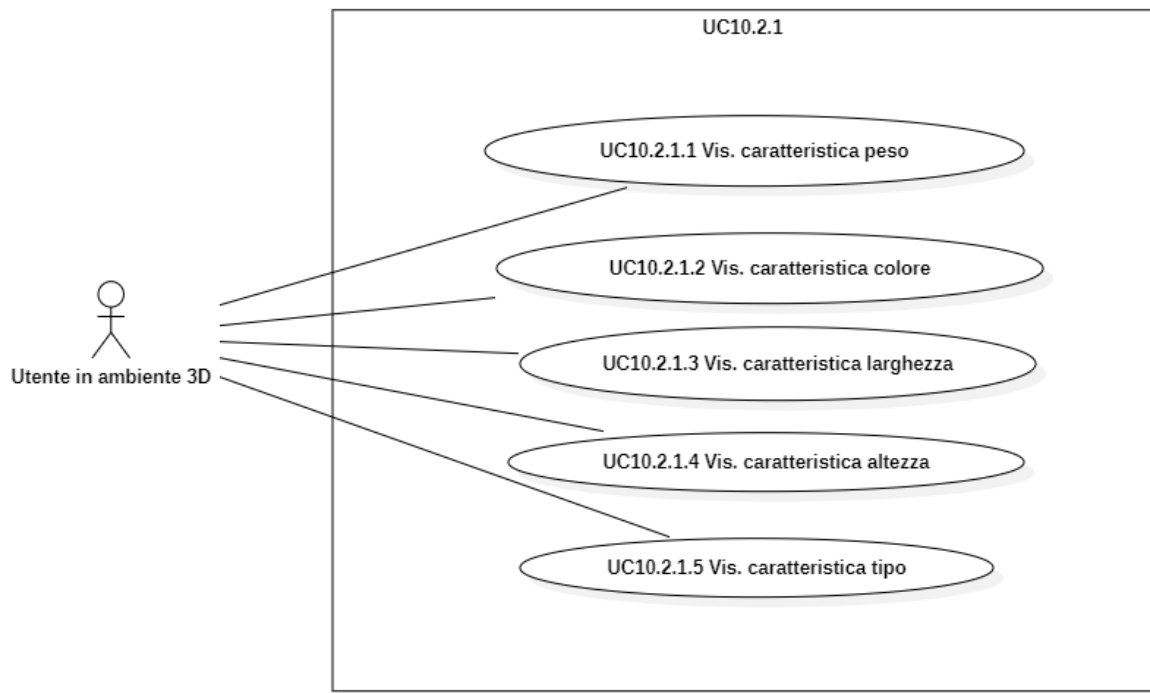 UC10.2.1
UC10.2.1.1 Vis. caratteristica peso
UC10.2.1.2 Vis. caratteristica colore
UC10.2.1.3 Vis. caratteristica larghezza
Utente in ambiente 3D
UC10.2.1.4 Vis. caratteristica altezza
UC10.2.1.5 Vis. caratteristica tipo